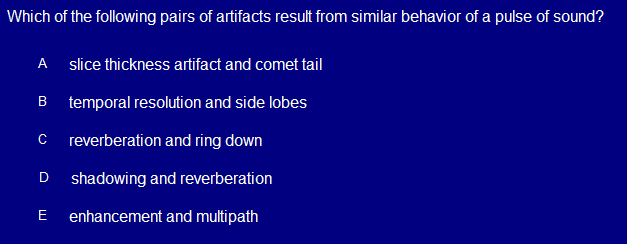 Which of the following pairs of artifacts result from similar behavior of a pulse of sound?
A slice thickness artifact and comet tail
B temporal resolution and side lobes
C reverberation and ring down
D shadowing and reverberation
E enhancement and multipath